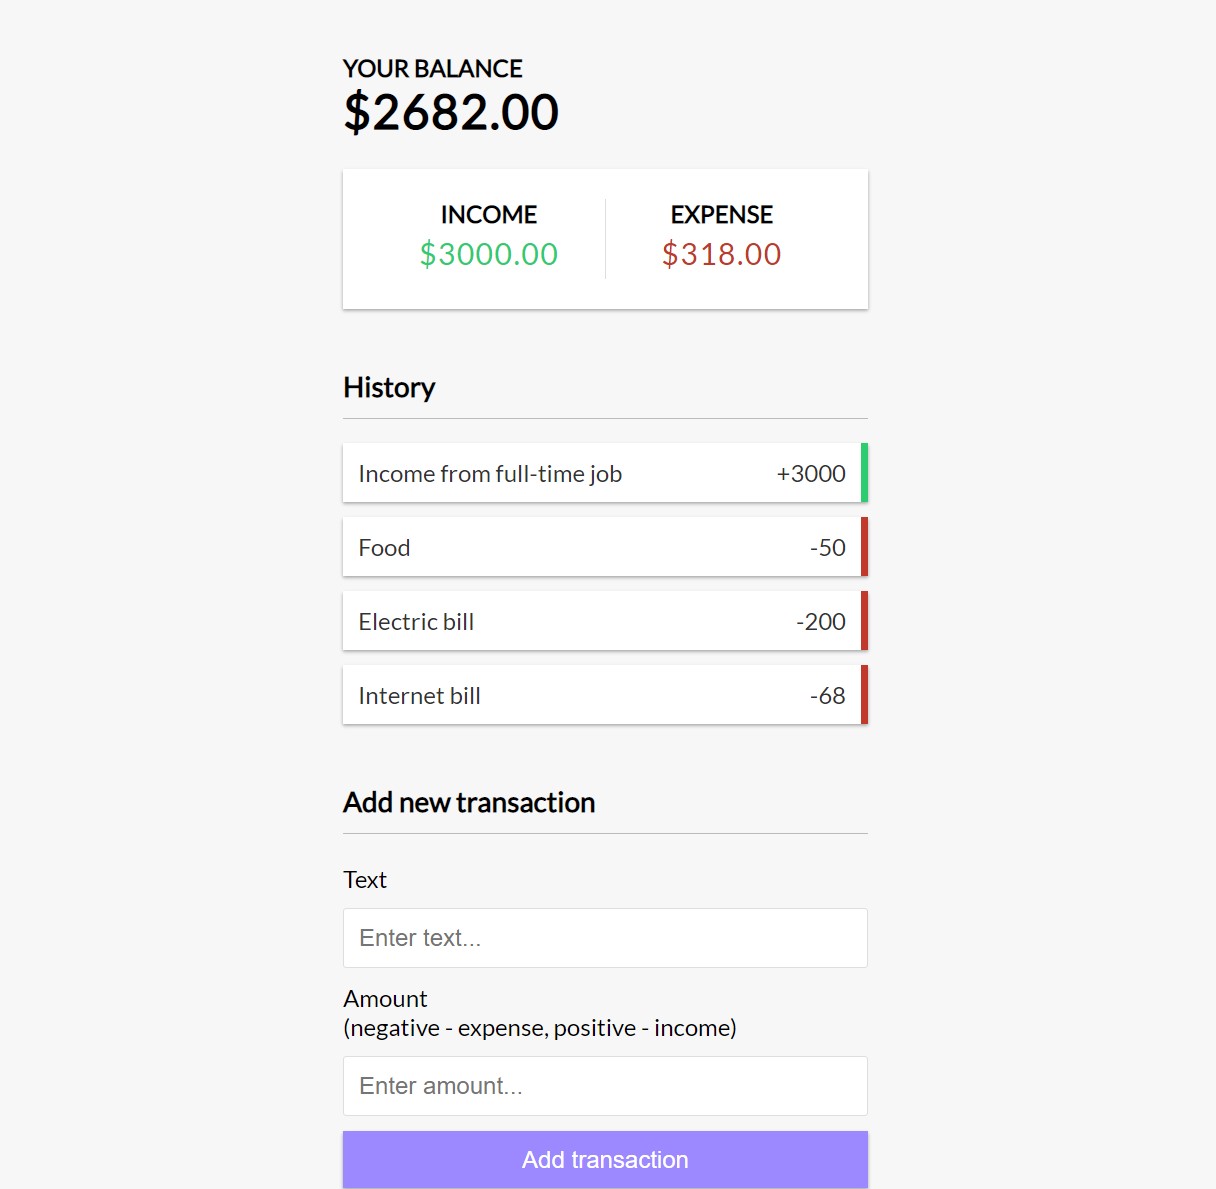 YOUR BALANCE
$2682.00
INCOME
$3000.00
EXPENSE
$318.00
History
Income from full-time job +3000
Food -50
Electric bill -200
Internet bill -68
Add new transaction
Text
Enter text...
Amount
(negative - expense, positive - income)
Enter amount...
Add transaction